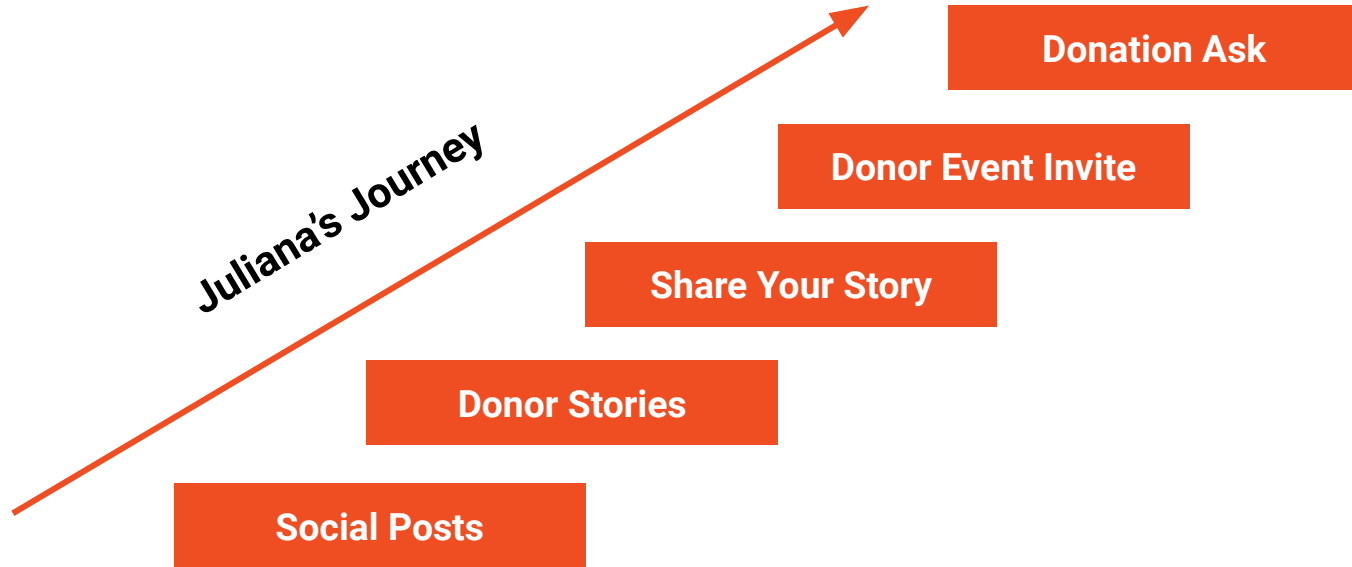 Donation Ask
Donor Event Invite
Juliana's Journey
Share Your Story
Donor Stories
Social Posts